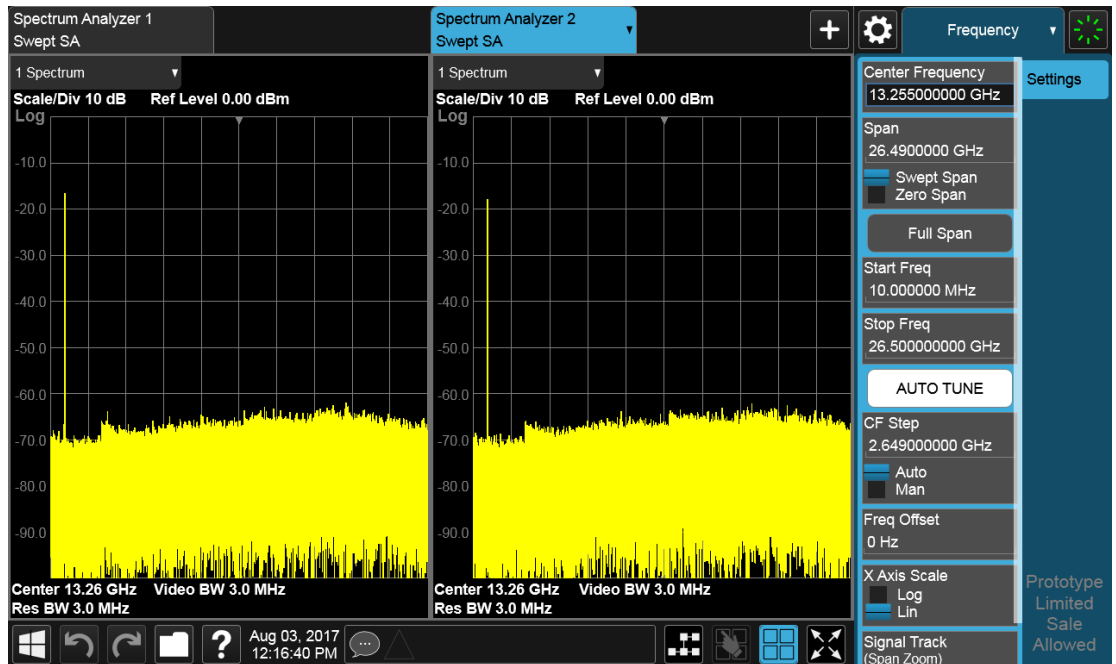 Spectrum Analyzer 1
Swept SA
Spectrum Analyzer 2
Swept SA
+
Frequency
1 Spectrum
Scale/Div 10 dB Ref Level 0.00 dBm
Log
-10.0
-20.0
-30.0
-40.0
-50.0
-60.0
-70.0
-80.0
-90.0
Center 13.26 GHz Video BW 3.0 MHz
Res BW 3.0 MHz
1 Spectrum
Scale/Div 10 dB Ref Level 0.00 dBm
Log
-10.0
-20.0
-30.0
-40.0
-50.0
-60.0
-70.0
-80.0
-90.0
Center 13.26 GHz Video BW 3.0 MHz
Res BW 3.0 MHz
Center Frequency
13.255000000 GHz
Span
26.4900000 GHz
Swept Span
Zero Span
Full Span
Start Freq
10.000000 MHz
Stop Freq
26.500000000 GHz
AUTO TUNE
CF Step
2.649000000 GHz
Auto
Man
Freq Offset
0 Hz
X Axis Scale
Log
Lin
Signal Track
(Span Zoom)
Settings
Prototype
Limited
Sale
Allowed
?
Aug 03, 2017
12:16:40 PM